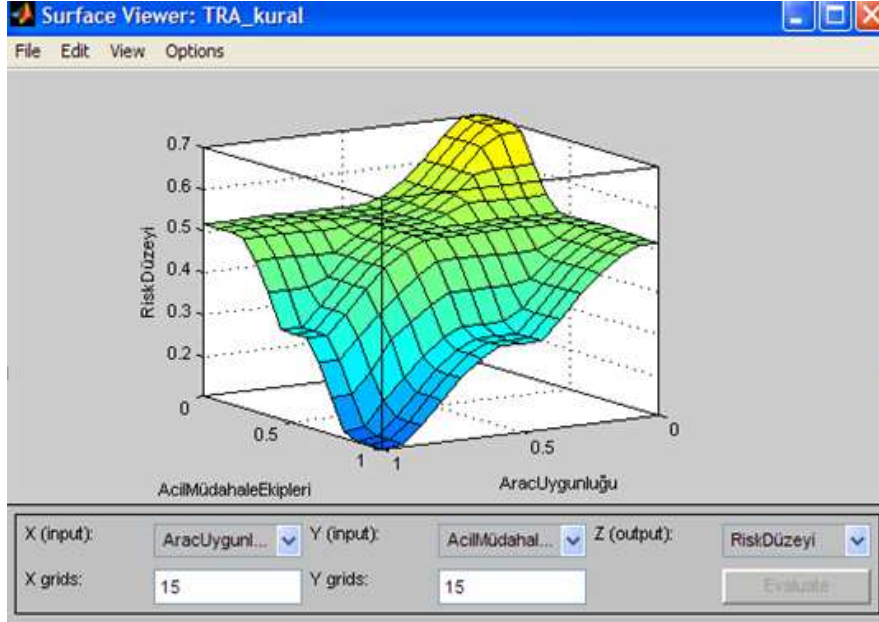 Surface Viewer: TRA_kural
File Edit View Options
0.7
0.6
0.5
0.4
0.3
0.2
RiskDüzeyi
0
0.5
1
1
0.5
0
AcilMüdahaleEkipleri
AracUygunluğu
X (input):
AracUygunl...
Y (input):
AcilMüdahal...
Z (output):
RiskDüzeyi
X grids:
15
Y grids:
15
Evaluate